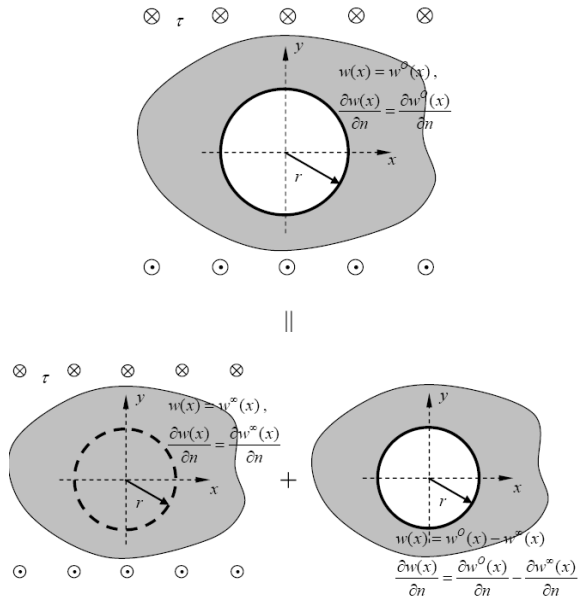 τ
y
w(x) = w^O(x) ,
∂w(x)/∂n = ∂w^O(x)/∂n
x
r
||
τ
y
w(x) = w^∞(x) ,
∂w(x)/∂n = ∂w^∞(x)/∂n
x
r
+
y
x
r
w(x) = w^O(x) − w^∞(x)
∂w(x)/∂n = ∂w^O(x)/∂n − ∂w^∞(x)/∂n